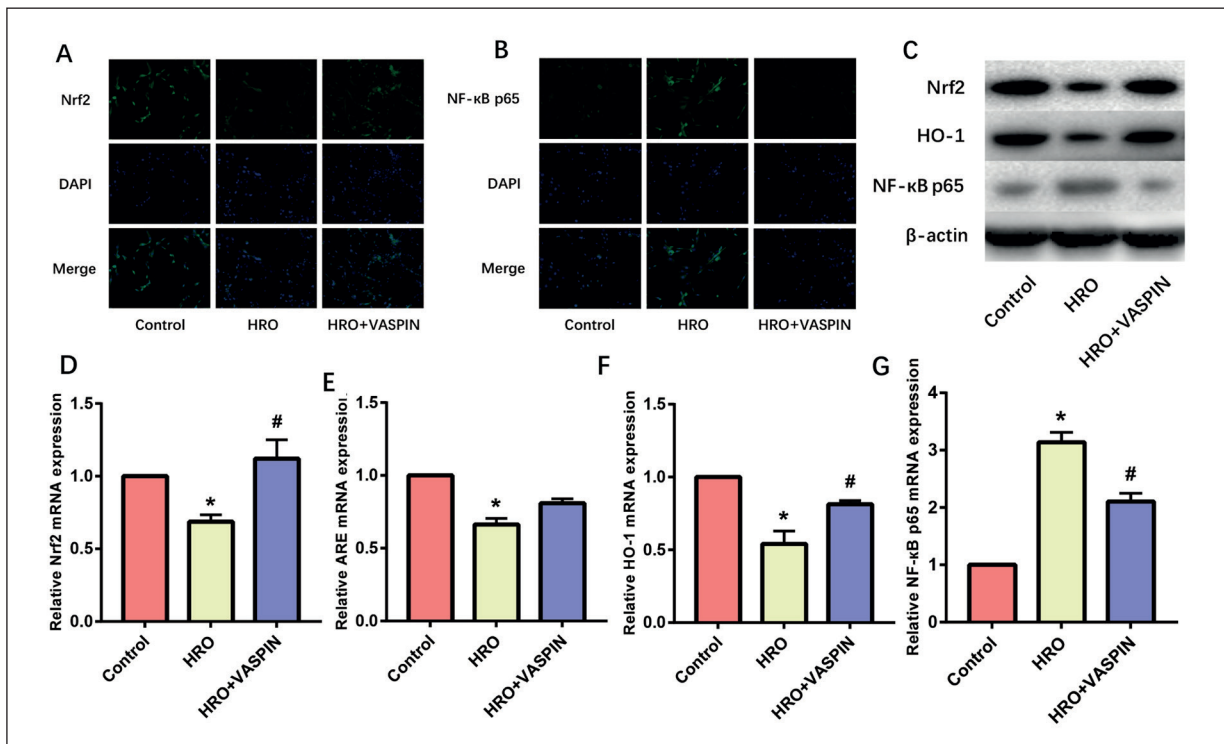 A
Nrf2
DAPI
Merge
Control HRO HRO+VASPIN
B
NF-κB p65
DAPI
Merge
Control HRO HRO+VASPIN
C
Nrf2
HO-1
NF-κB p65
β-actin
Control HRO HRO+VASPIN
D
Relative Nrf2 mRNA expression
1.5
1.0
0.5
0.0
*
#
Control HRO HRO+VASPIN
E
Relative ARE mRNA expression
1.5
1.0
0.5
0.0
*
Control HRO HRO+VASPIN
F
Relative HO-1 mRNA expression
1.5
1.0
0.5
0.0
*
#
Control HRO HRO+VASPIN
G
Relative NF-κB p65 mRNA expression
4
3
2
1
0
*
#
Control HRO HRO+VASPIN